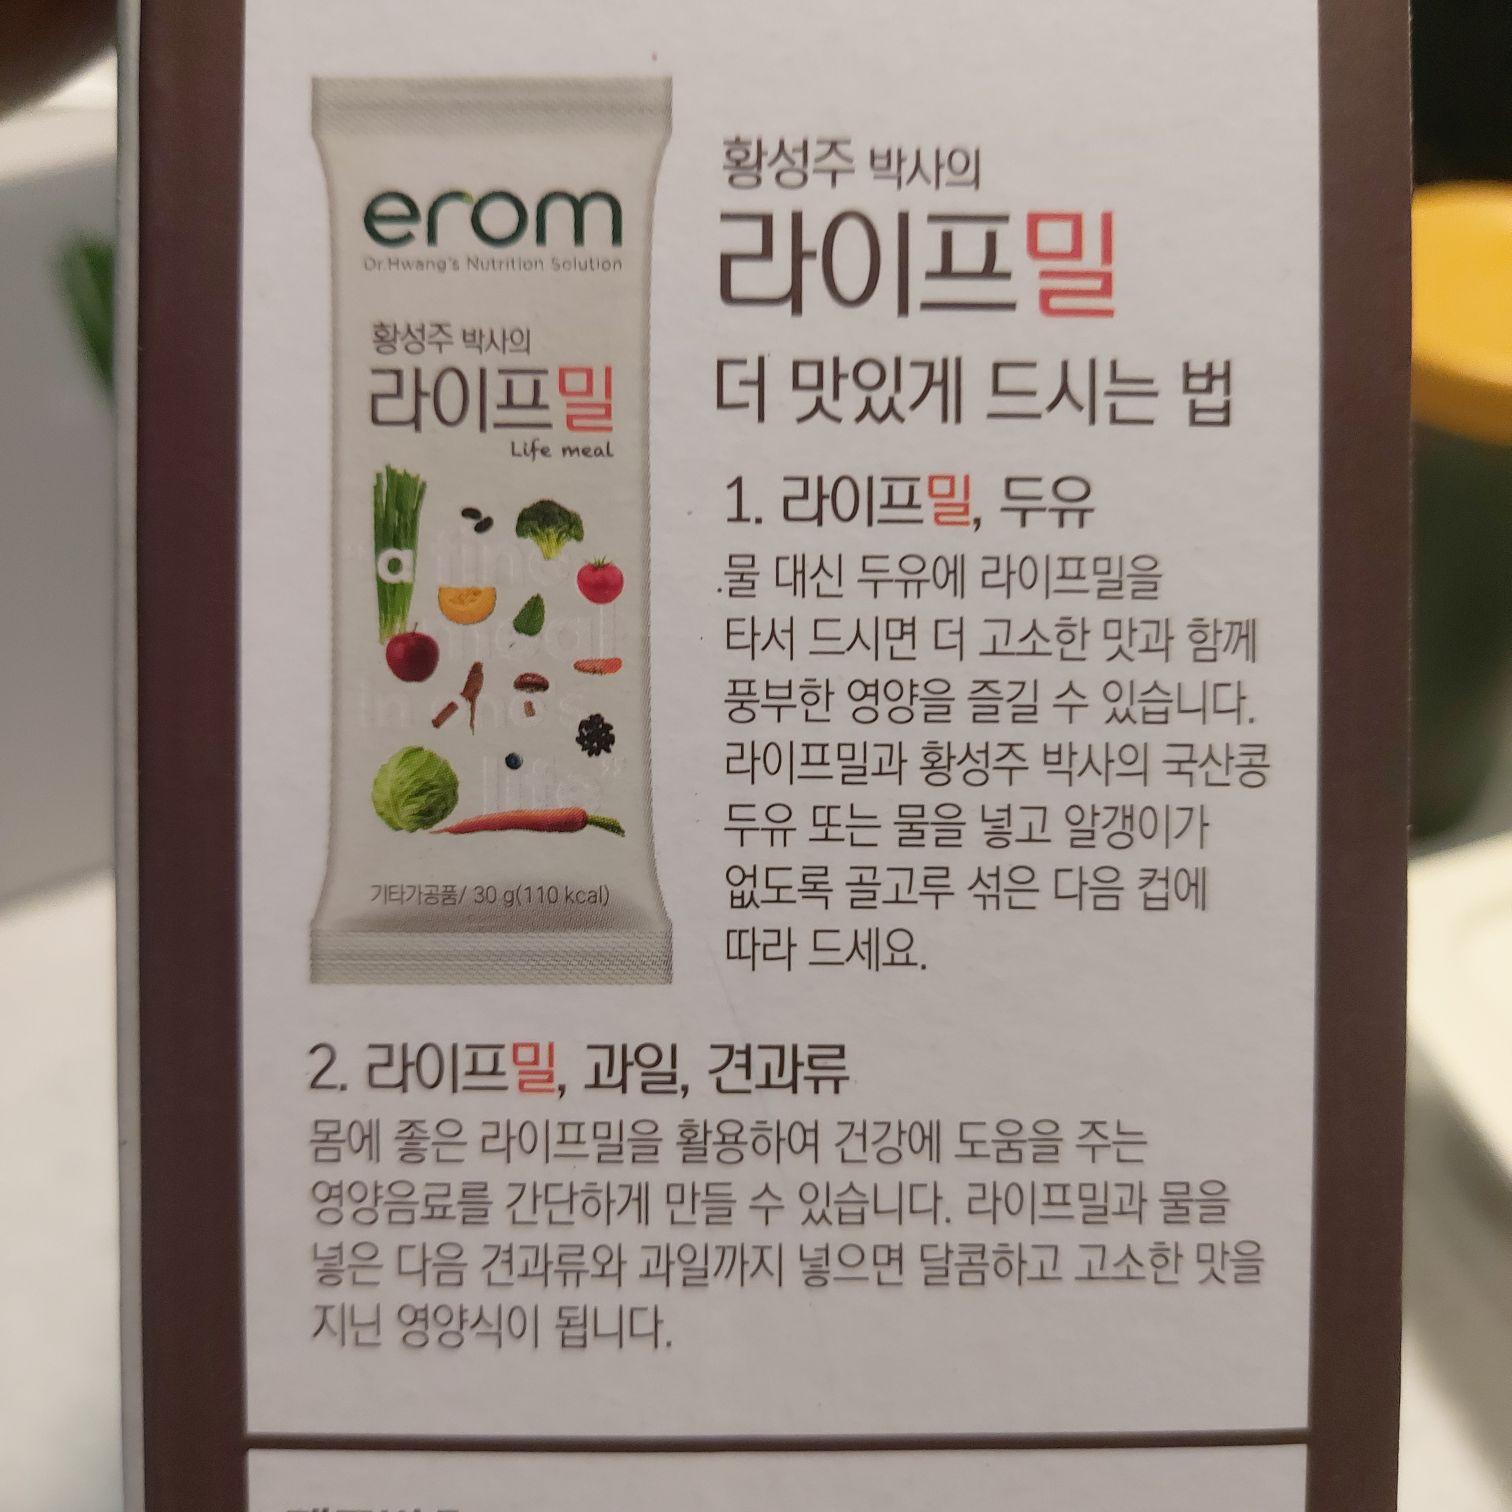 erom
Dr.Hwang's Nutrition Solution
황성주 박사의
라이프밀
Life meal
"a fine
meal
in one's
life"
기타가공품/ 30 g(110 kcal)
황성주 박사의
라이프밀
더 맛있게 드시는 법
1. 라이프밀, 두유
물 대신 두유에 라이프밀을
타서 드시면 더 고소한 맛과 함께
풍부한 영양을 즐길 수 있습니다.
라이프밀과 황성주 박사의 국산콩
두유 또는 물을 넣고 알갱이가
없도록 골고루 섞은 다음 컵에
따라 드세요.
2. 라이프밀, 과일, 견과류
몸에 좋은 라이프밀을 활용하여 건강에 도움을 주는
영양음료를 간단하게 만들 수 있습니다. 라이프밀과 물을
넣은 다음 견과류와 과일까지 넣으면 달콤하고 고소한 맛을
지닌 영양식이 됩니다.